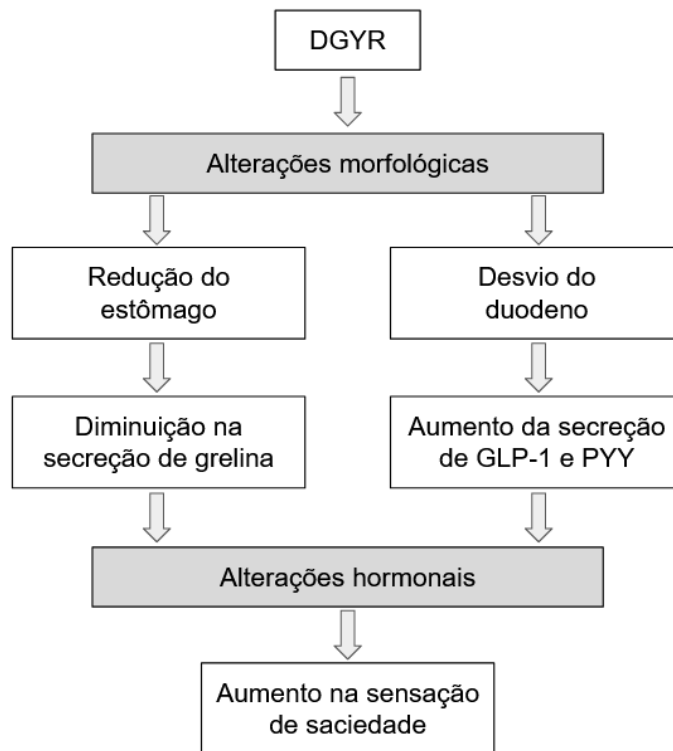 DGYR
Alterações morfológicas
Redução do
estômago
Desvio do
duodeno
Diminuição na
secreção de grelina
Aumento da secreção
de GLP-1 e PYY
Alterações hormonais
Aumento na sensação
de saciedade